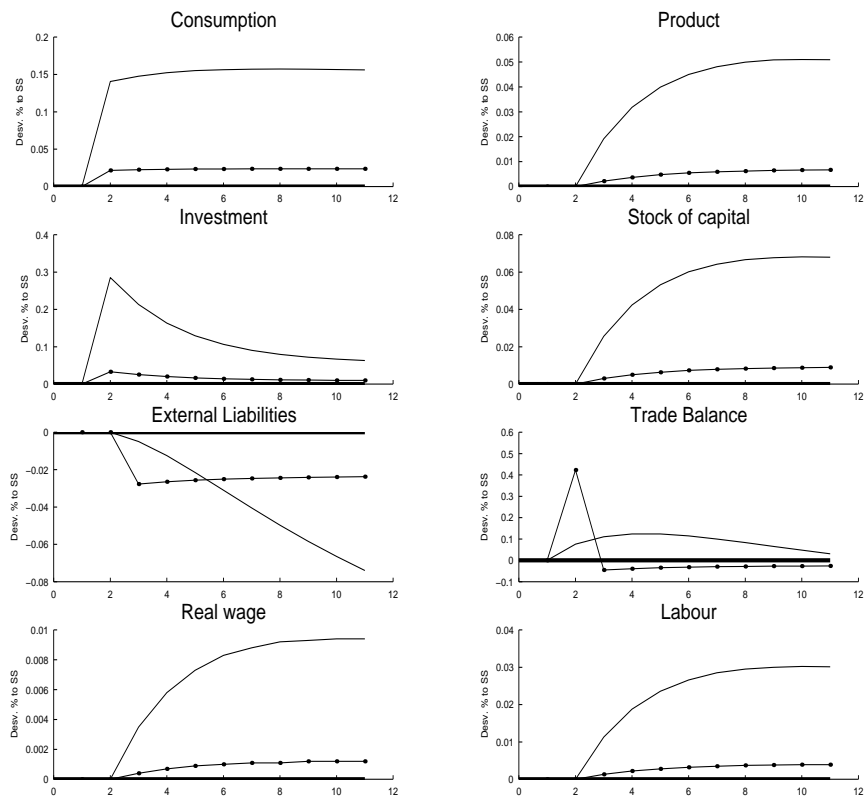 Consumption
Desv. % to SS
0.2
0.15
0.1
0.05
0
0 2 4 6 8 10 12
Product
Desv. % to SS
0.06
0.05
0.04
0.03
0.02
0.01
0
0 2 4 6 8 10 12
Investment
Desv. % to SS
0.4
0.3
0.2
0.1
0
0 2 4 6 8 10 12
Stock of capital
Desv. % to SS
0.08
0.06
0.04
0.02
0
0 2 4 6 8 10 12
External Liabilities
Desv. % to SS
0
−0.02
−0.04
−0.06
−0.08
0 2 4 6 8 10 12
Trade Balance
Desv. % to SS
0.6
0.5
0.4
0.3
0.2
0.1
0
−0.1
0 2 4 6 8 10 12
Real wage
Desv. % to SS
0.01
0.008
0.006
0.004
0.002
0
0 2 4 6 8 10 12
Labour
Desv. % to SS
0.04
0.03
0.02
0.01
0
0 2 4 6 8 10 12